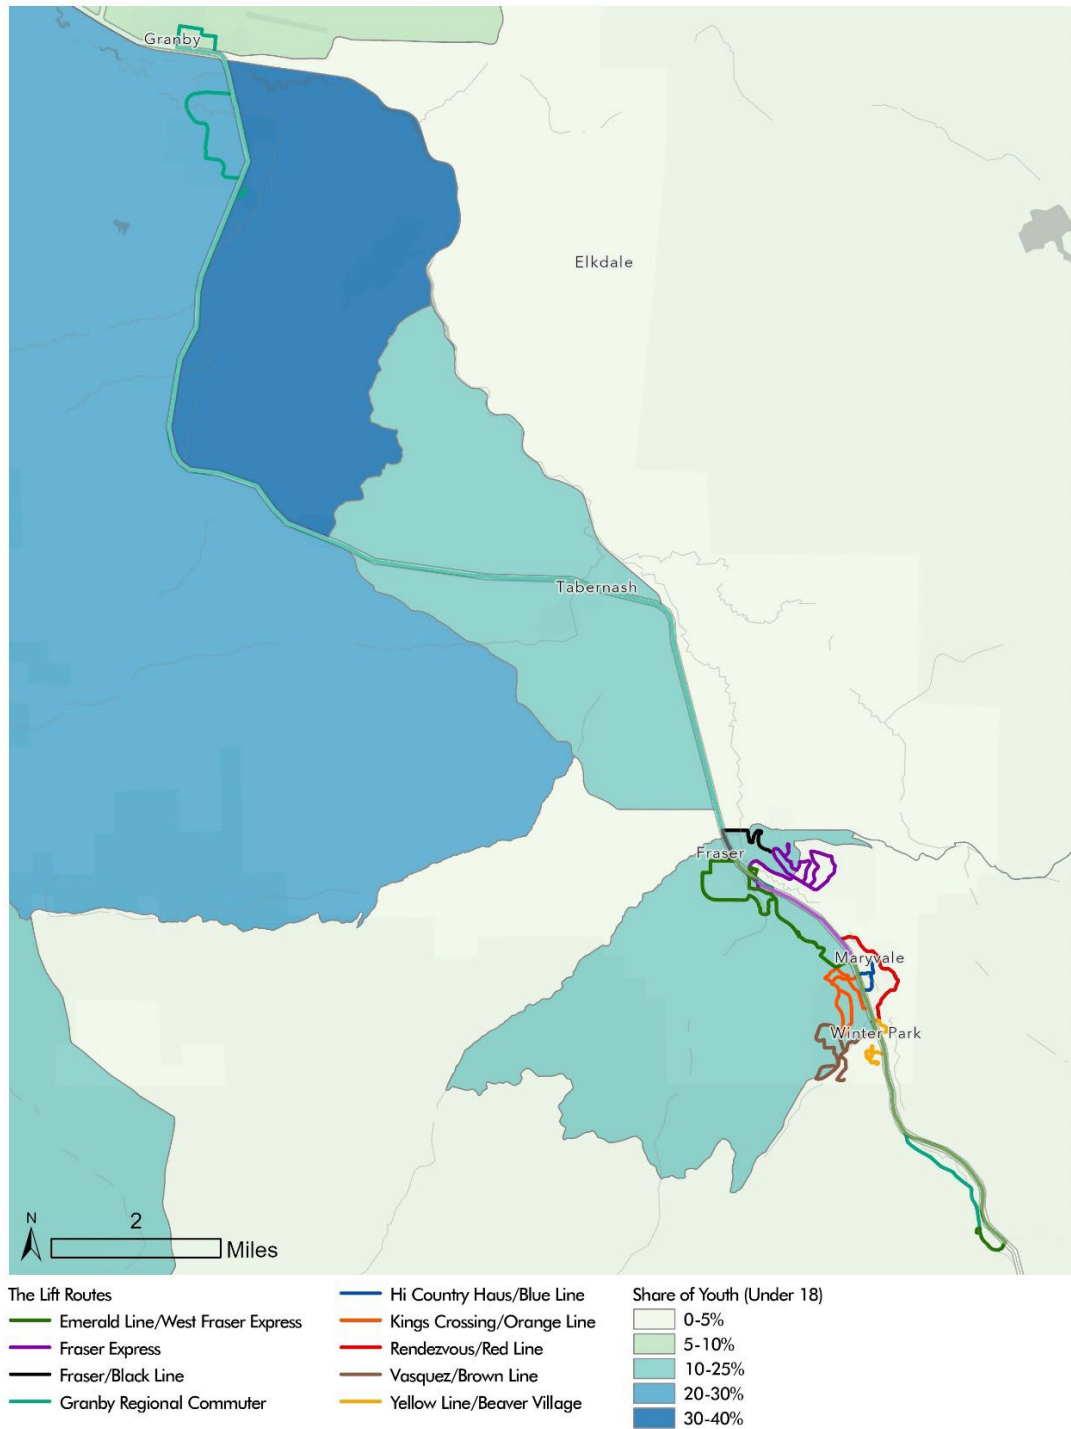 Granby
Elkdale
Tabernash
Fraser
Maryvale
Winter Park
N
2
Miles
The Lift Routes
Emerald Line/West Fraser Express
Fraser Express
Fraser/Black Line
Granby Regional Commuter
Hi Country Haus/Blue Line
Kings Crossing/Orange Line
Rendezvous/Red Line
Vasquez/Brown Line
Yellow Line/Beaver Village
Share of Youth (Under 18)
0-5%
5-10%
10-25%
20-30%
30-40%